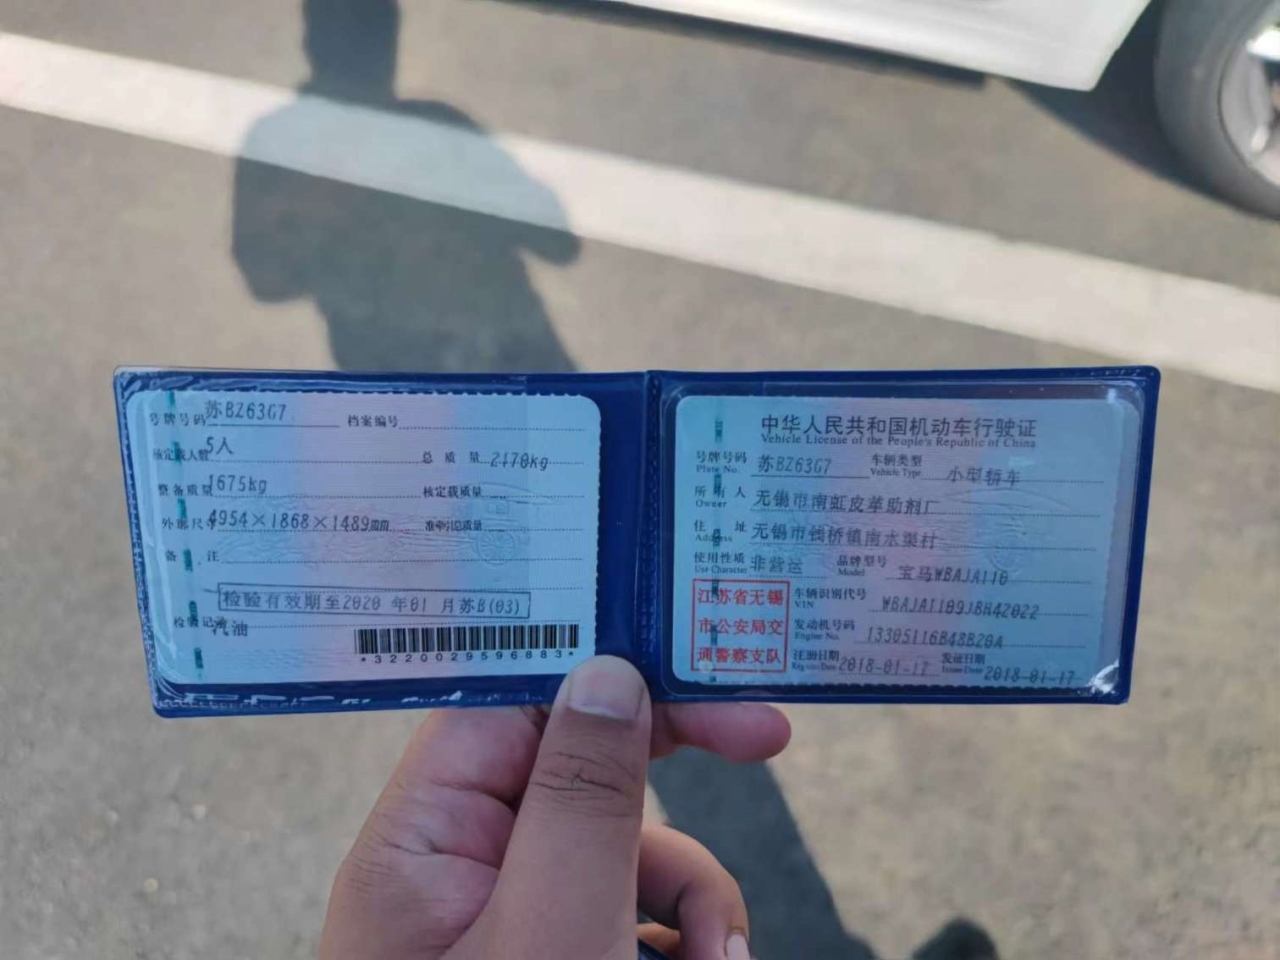 号牌号码 苏BZ63G7 档案编号
核定载人数 5人 总质量 2170kg
整备质量 1675kg 核定载质量
外廓尺寸 4954×1868×1489mm 准牵引总质量
备注
检验有效期至2020 年01 月苏B(03)
检验记录 汽油
*3220029596883*
中华人民共和国机动车行驶证
Vehicle License of the People's Republic of China
号牌号码 苏BZ63G7 车辆类型 小型轿车
Plate No. Vehicle Type
所有人 无锡市南虹皮革助剂厂
Owner
住址 无锡市钱桥镇南水渠村
Address
使用性质 非营运 品牌型号 宝马WBAJA110
Use Character Model
江苏省无锡
市公安局交
通警察支队
车辆识别代号 WBAJA1109JBH42022
VIN
发动机号码 13305116B48B20A
Engine No.
注册日期 2018-01-17 发证日期 2018-01-17
Register Date Issue Date